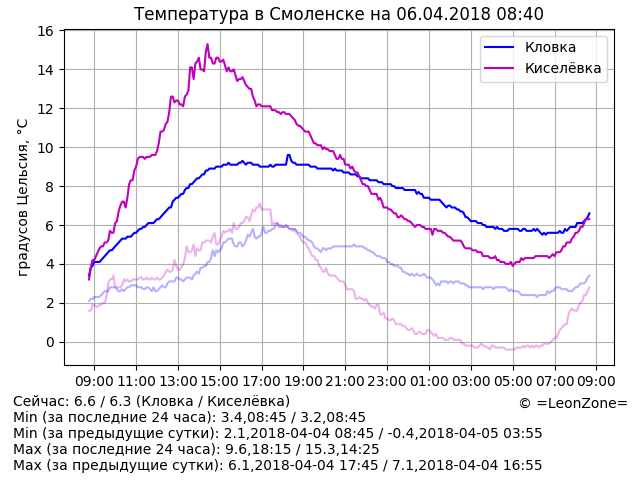 Температура в Смоленске на 06.04.2018 08:40
16
14
12
10
8
6
4
2
0
градусов Цельсия, °C
Кловка
Киселёвка
09:00 11:00 13:00 15:00 17:00 19:00 21:00 23:00 01:00 03:00 05:00 07:00 09:00
Сейчас: 6.6 / 6.3 (Кловка / Киселёвка)
© =LeonZone=
Min (за последние 24 часа): 3.4,08:45 / 3.2,08:45
Min (за предыдущие сутки): 2.1,2018-04-04 08:45 / -0.4,2018-04-05 03:55
Max (за последние 24 часа): 9.6,18:15 / 15.3,14:25
Max (за предыдущие сутки): 6.1,2018-04-04 17:45 / 7.1,2018-04-04 16:55